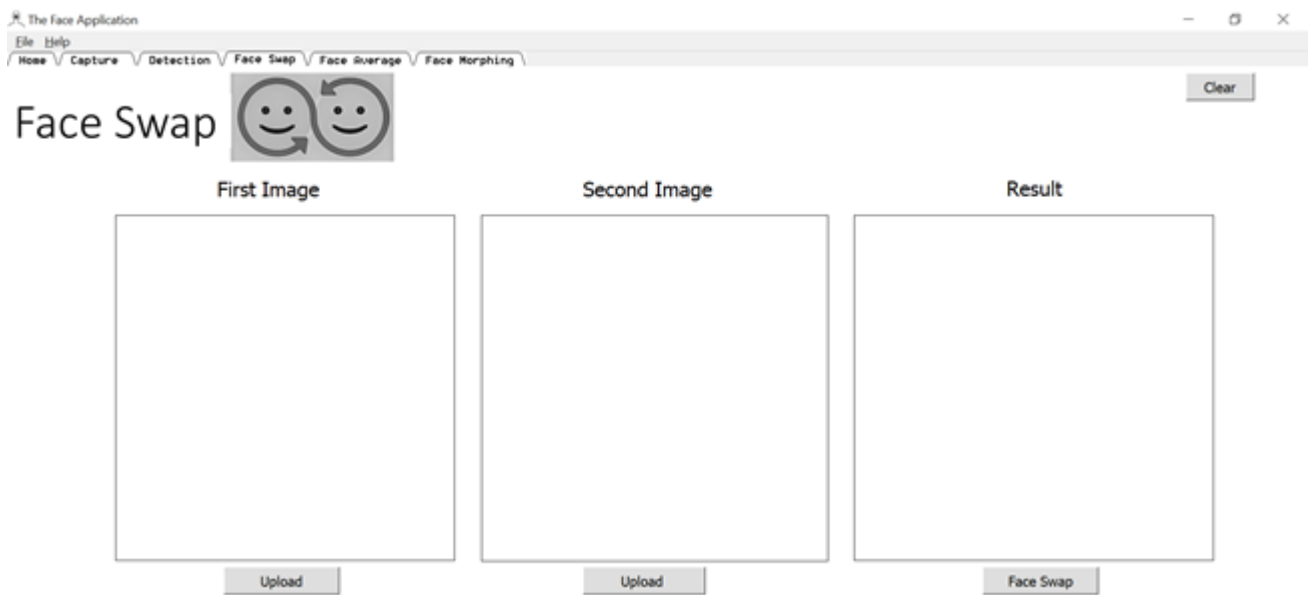 The Face Application
File Help
Home Capture Detection Face Swap Face Average Face Morphing
Clear
Face Swap
First Image Second Image Result
Upload Upload Face Swap